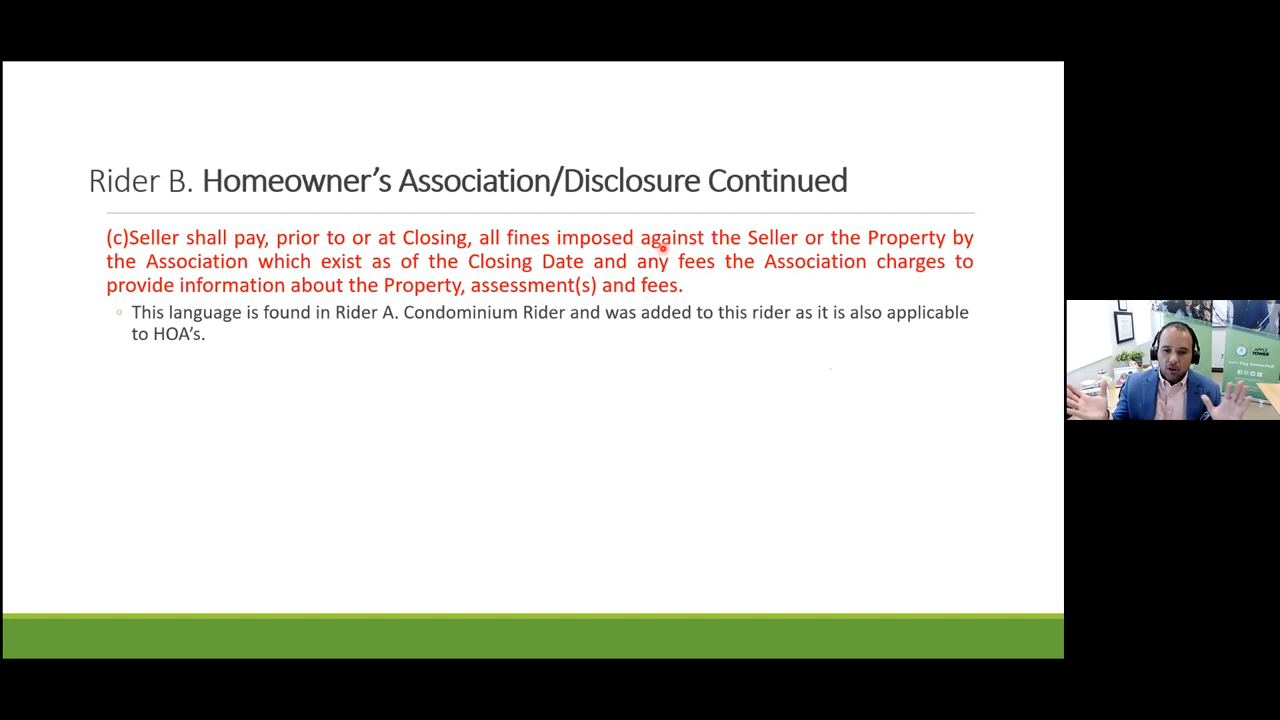 Rider B. Homeowner’s Association/Disclosure Continued
(c)Seller shall pay, prior to or at Closing, all fines imposed against the Seller or the Property by
the Association which exist as of the Closing Date and any fees the Association charges to
provide information about the Property, assessment(s) and fees.
This language is found in Rider A. Condominium Rider and was added to this rider as it is also applicable
to HOA’s.
APPLE
TOWER